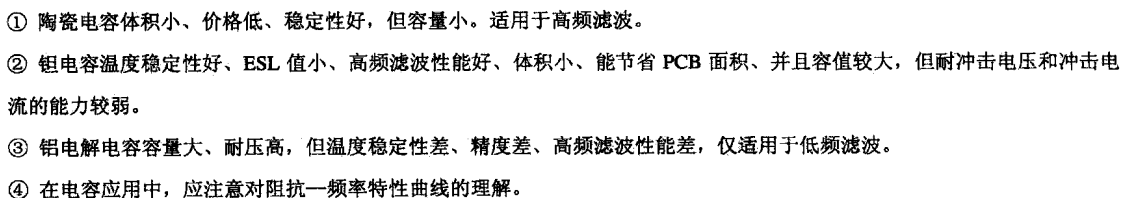 ① 陶瓷电容体积小、价格低、稳定性好，但容量小。适用于高频滤波。
② 钽电容温度稳定性好、ESL 值小、高频滤波性能好、体积小、能节省 PCB 面积、并且容值较大，但耐冲击电压和冲击电
流的能力较弱。
③ 铝电解电容容量大、耐压高，但温度稳定性差、精度差、高频滤波性能差，仅适用于低频滤波。
④ 在电容应用中，应注意对阻抗—频率特性曲线的理解。